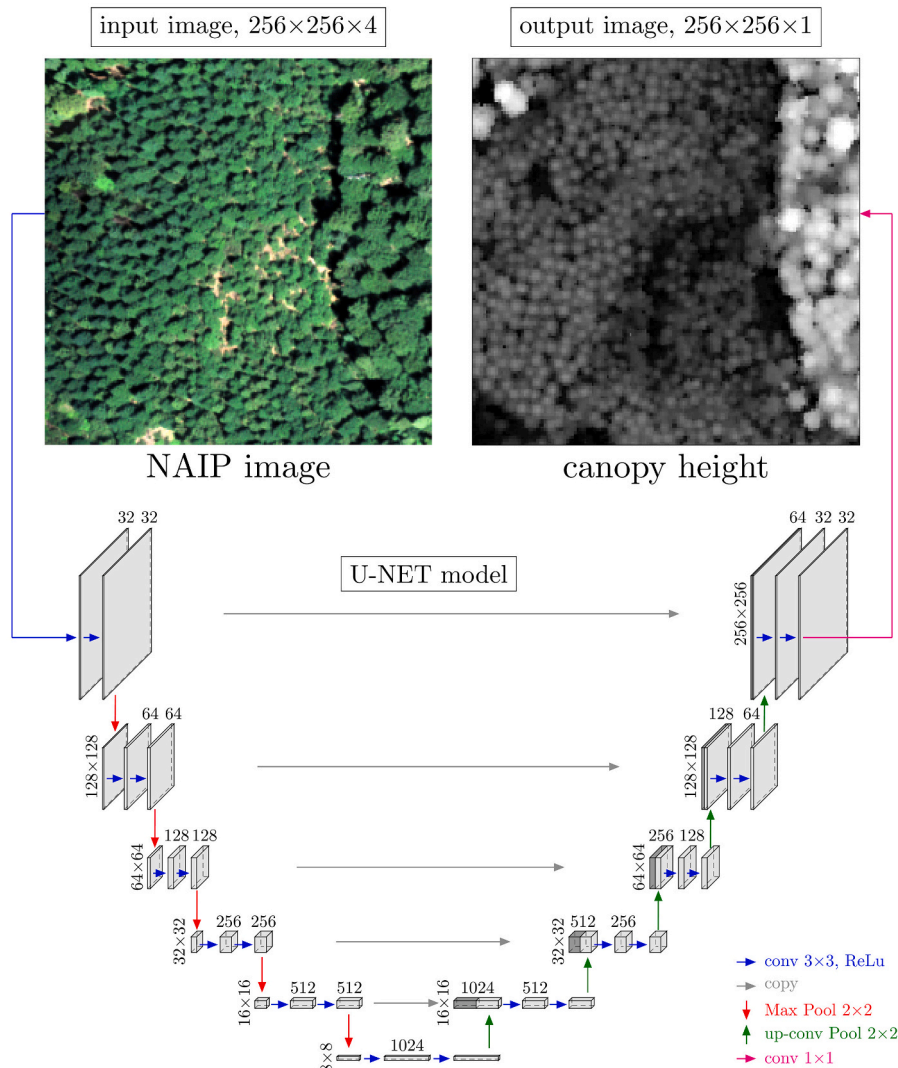 input image, 256×256×4
output image, 256×256×1
NAIP image
canopy height
32 32
64 32 32
U-NET model
256×256
64 64
128×128
128 64
128×128
128 128
64×64
256 128
64×64
256 256
32×32
512 256
32×32
512 512
16×16
1024 512
16×16
1024
8×8
conv 3×3, ReLu
copy
Max Pool 2×2
up-conv Pool 2×2
conv 1×1